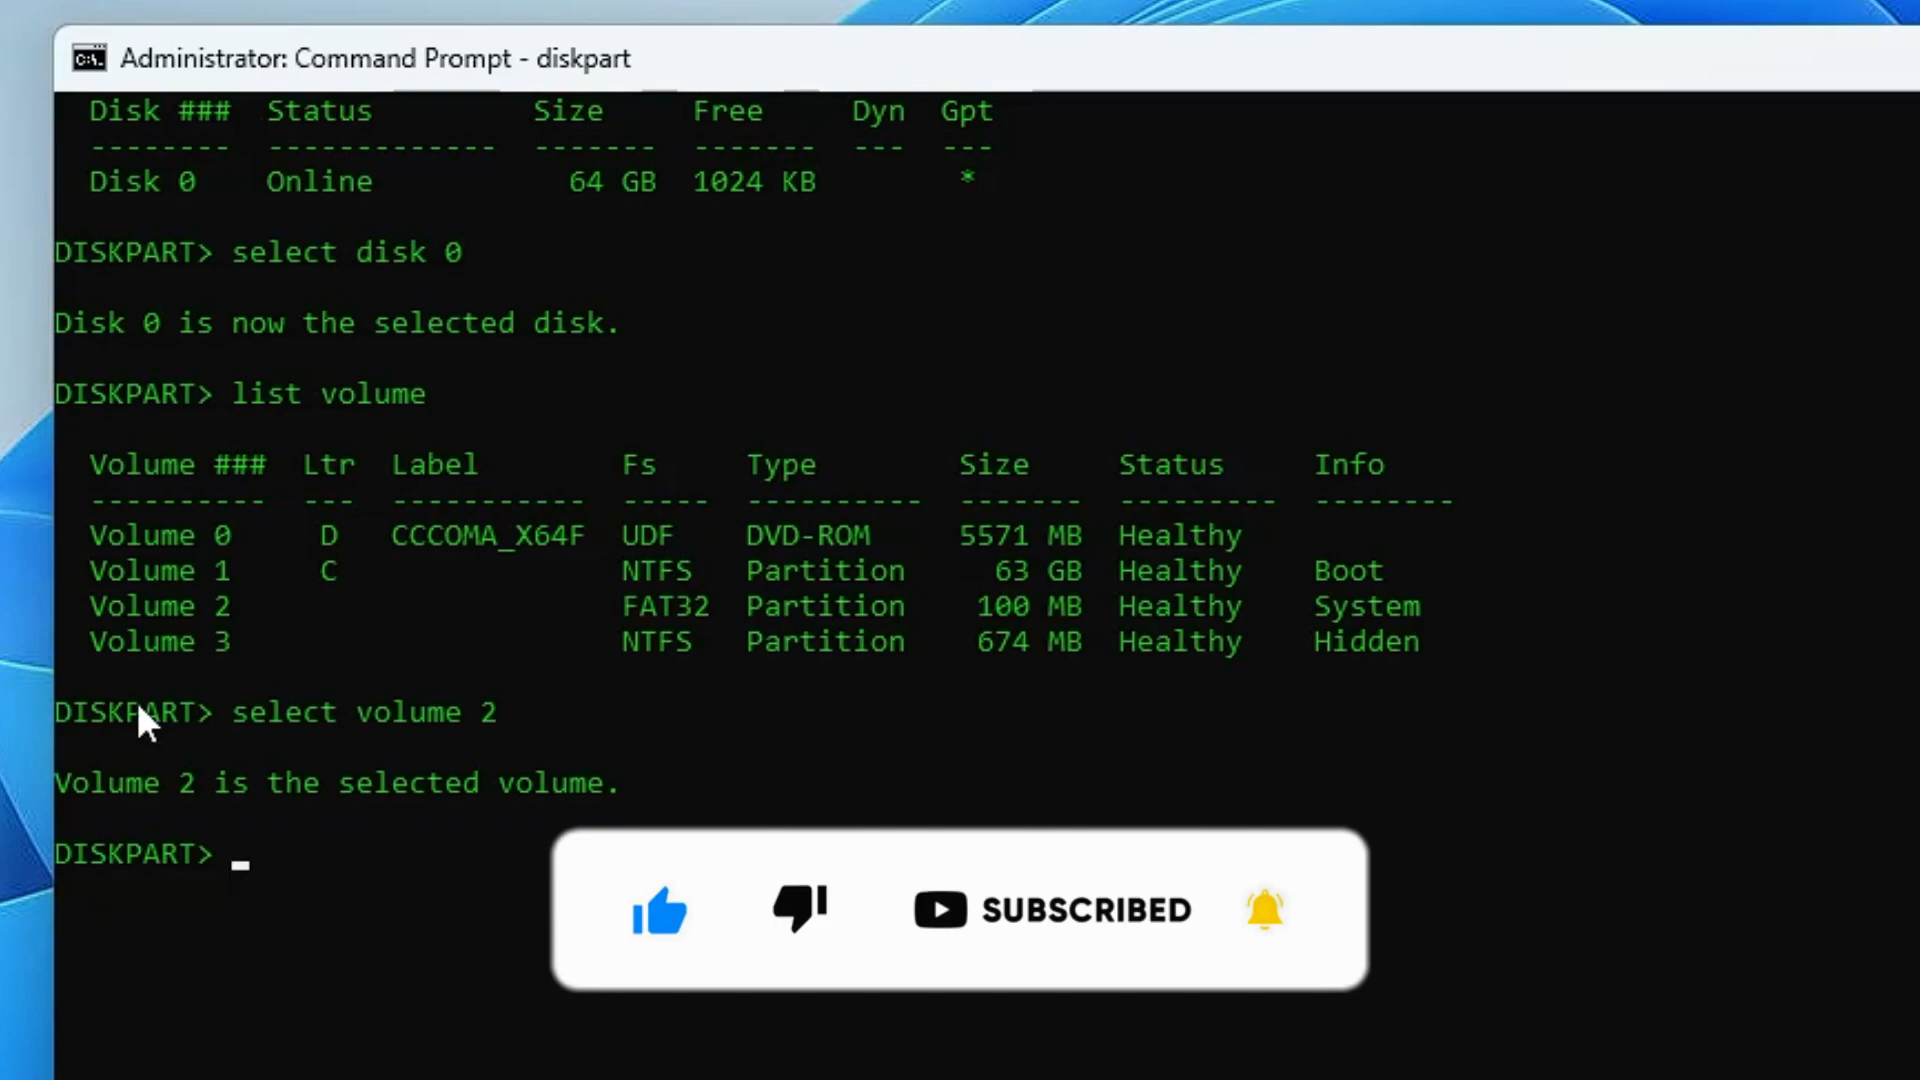 Administrator: Command Prompt - diskpart
Disk ### Status Size Free Dyn Gpt
-------- ------------- ------- ------- --- ---
Disk 0 Online 64 GB 1024 KB *
DISKPART> select disk 0
Disk 0 is now the selected disk.
DISKPART> list volume
Volume ### Ltr Label Fs Type Size Status Info
---------- --- ----------- ----- ---------- ------- --------- --------
Volume 0 D CCCOMA_X64F UDF DVD-ROM 5571 MB Healthy
Volume 1 C NTFS Partition 63 GB Healthy Boot
Volume 2 FAT32 Partition 100 MB Healthy System
Volume 3 NTFS Partition 674 MB Healthy Hidden
DISKPART> select volume 2
Volume 2 is the selected volume.
DISKPART>
SUBSCRIBED